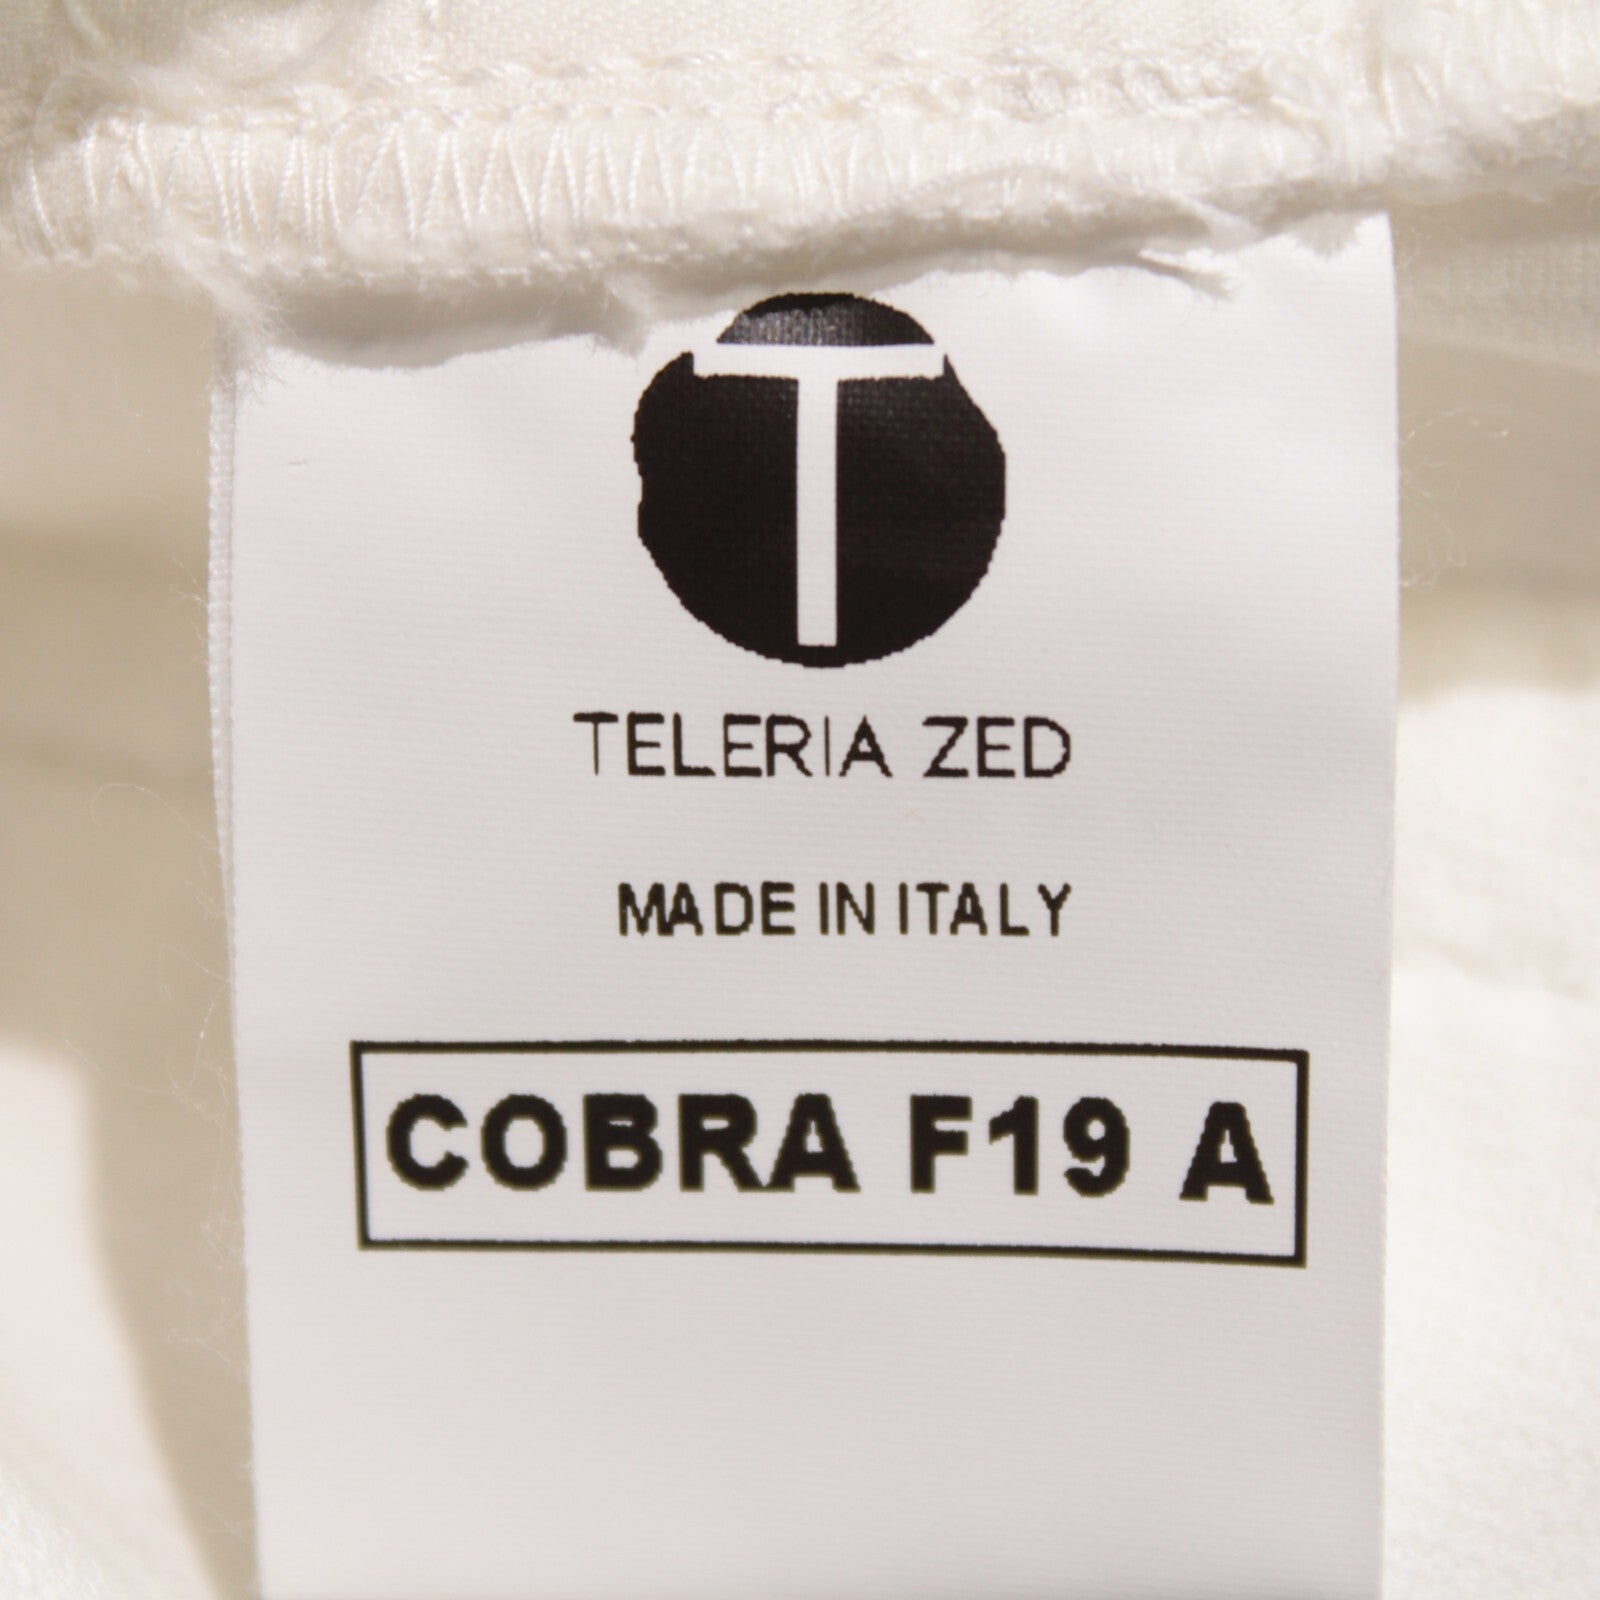 T
TELERIA ZED
MADE IN ITALY
COBRA F19 A